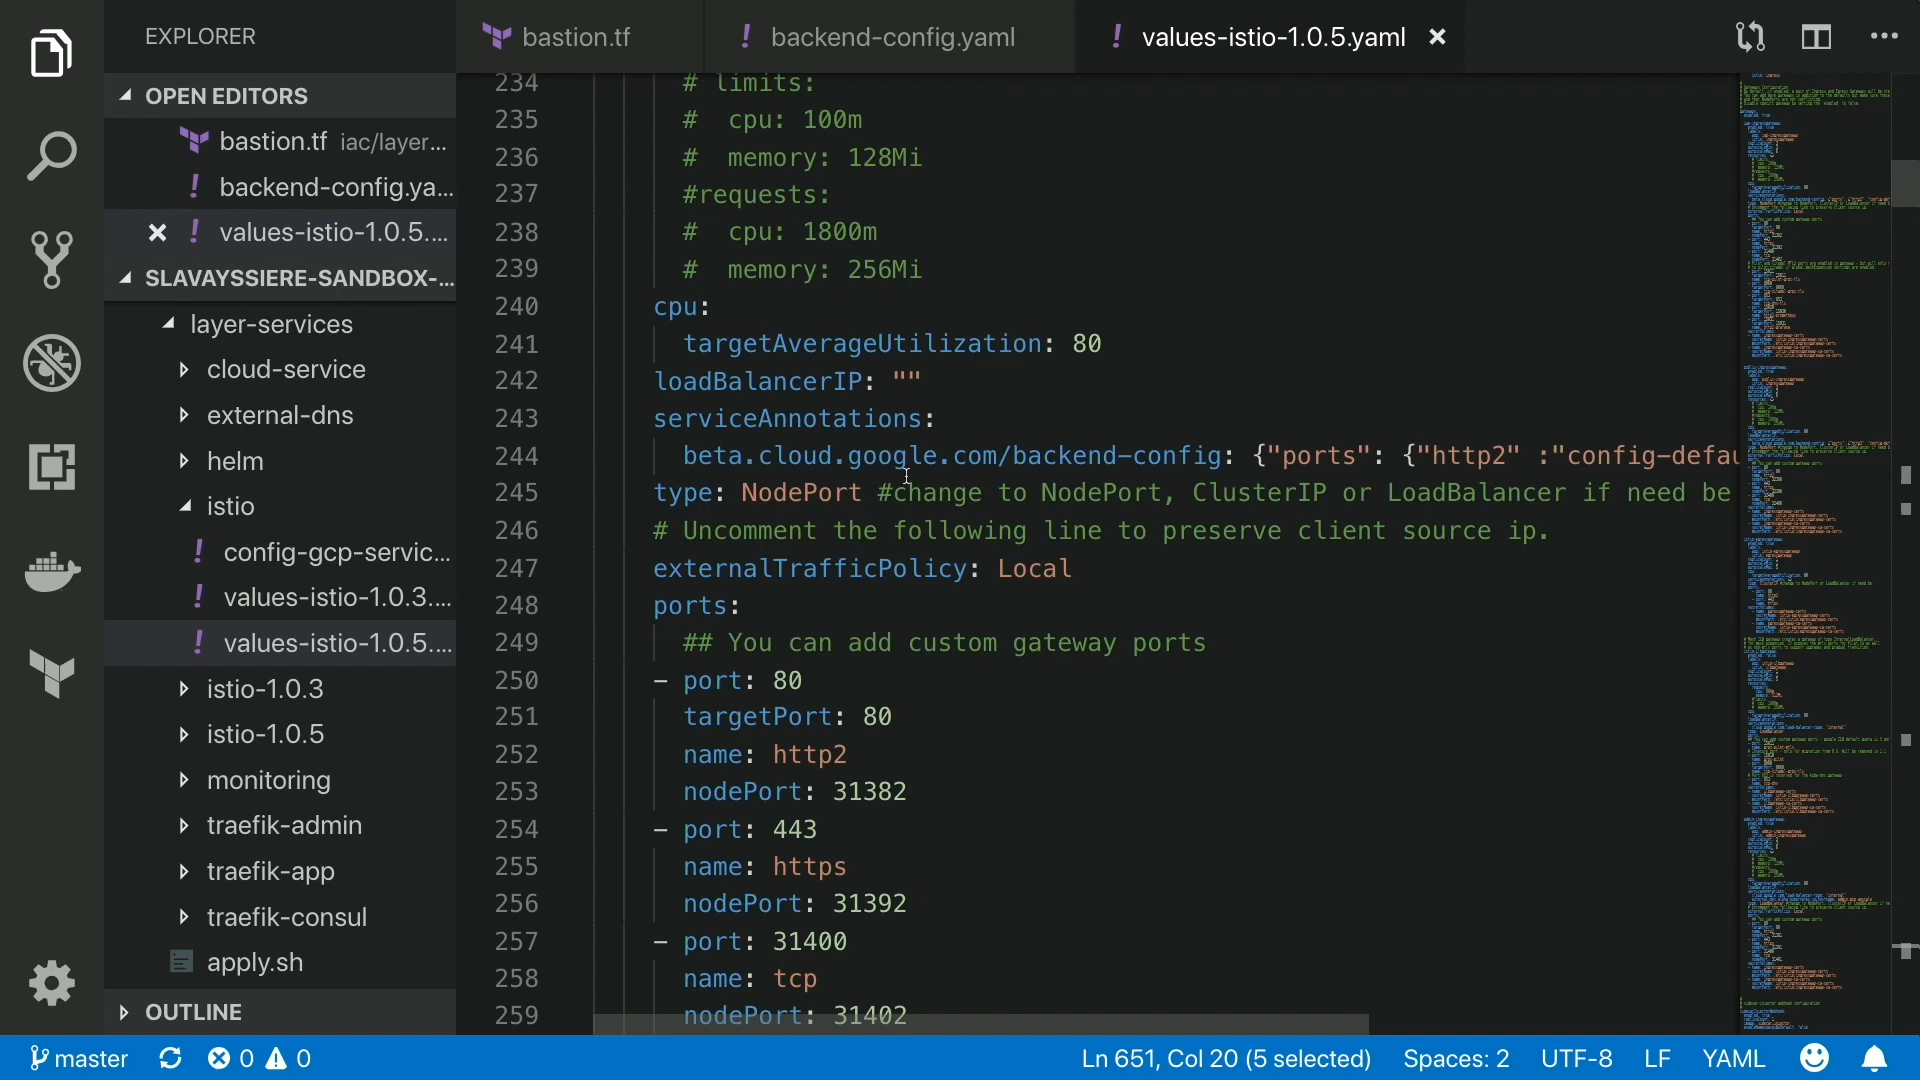 EXPLORER
bastion.tf
! backend-config.yaml
! values-istio-1.0.5.yaml
OPEN EDITORS
bastion.tf iac/layer...
! backend-config.ya...
! values-istio-1.0.5....
SLAVAYSSIERE-SANDBOX-...
layer-services
cloud-service
external-dns
helm
istio
! config-gcp-servic...
! values-istio-1.0.3....
! values-istio-1.0.5....
istio-1.0.3
istio-1.0.5
monitoring
traefik-admin
traefik-app
traefik-consul
apply.sh
OUTLINE
234 # limits:
235 # cpu: 100m
236 # memory: 128Mi
237 #requests:
238 # cpu: 1800m
239 # memory: 256Mi
240 cpu:
241 targetAverageUtilization: 80
242 loadBalancerIP: ""
243 serviceAnnotations:
244 beta.cloud.google.com/backend-config: {"ports": {"http2" :"config-defau
245 type: NodePort #change to NodePort, ClusterIP or LoadBalancer if need be
246 # Uncomment the following line to preserve client source ip.
247 externalTrafficPolicy: Local
248 ports:
249 ## You can add custom gateway ports
250 - port: 80
251 targetPort: 80
252 name: http2
253 nodePort: 31382
254 - port: 443
255 name: https
256 nodePort: 31392
257 - port: 31400
258 name: tcp
259 nodePort: 31402
master 0 0 Ln 651, Col 20 (5 selected) Spaces: 2 UTF-8 LF YAML